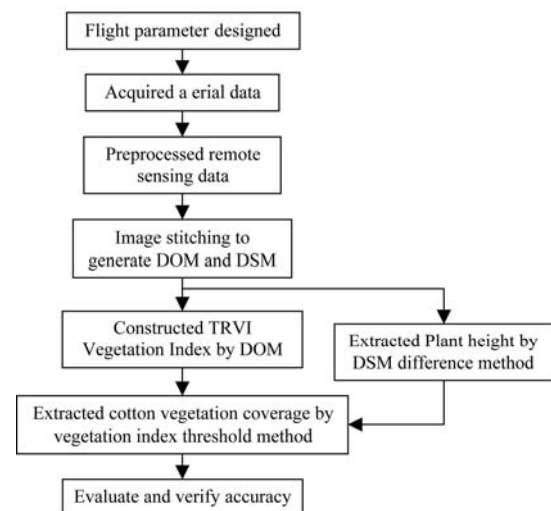 Flight parameter designed
Acquired a erial data
Preprocessed remote
sensing data
Image stitching to
generate DOM and DSM
Constructed TRVI
Vegetation Index by DOM
Extracted Plant height by
DSM difference method
Extracted cotton vegetation coverage by
vegetation index threshold method
Evaluate and verify accuracy